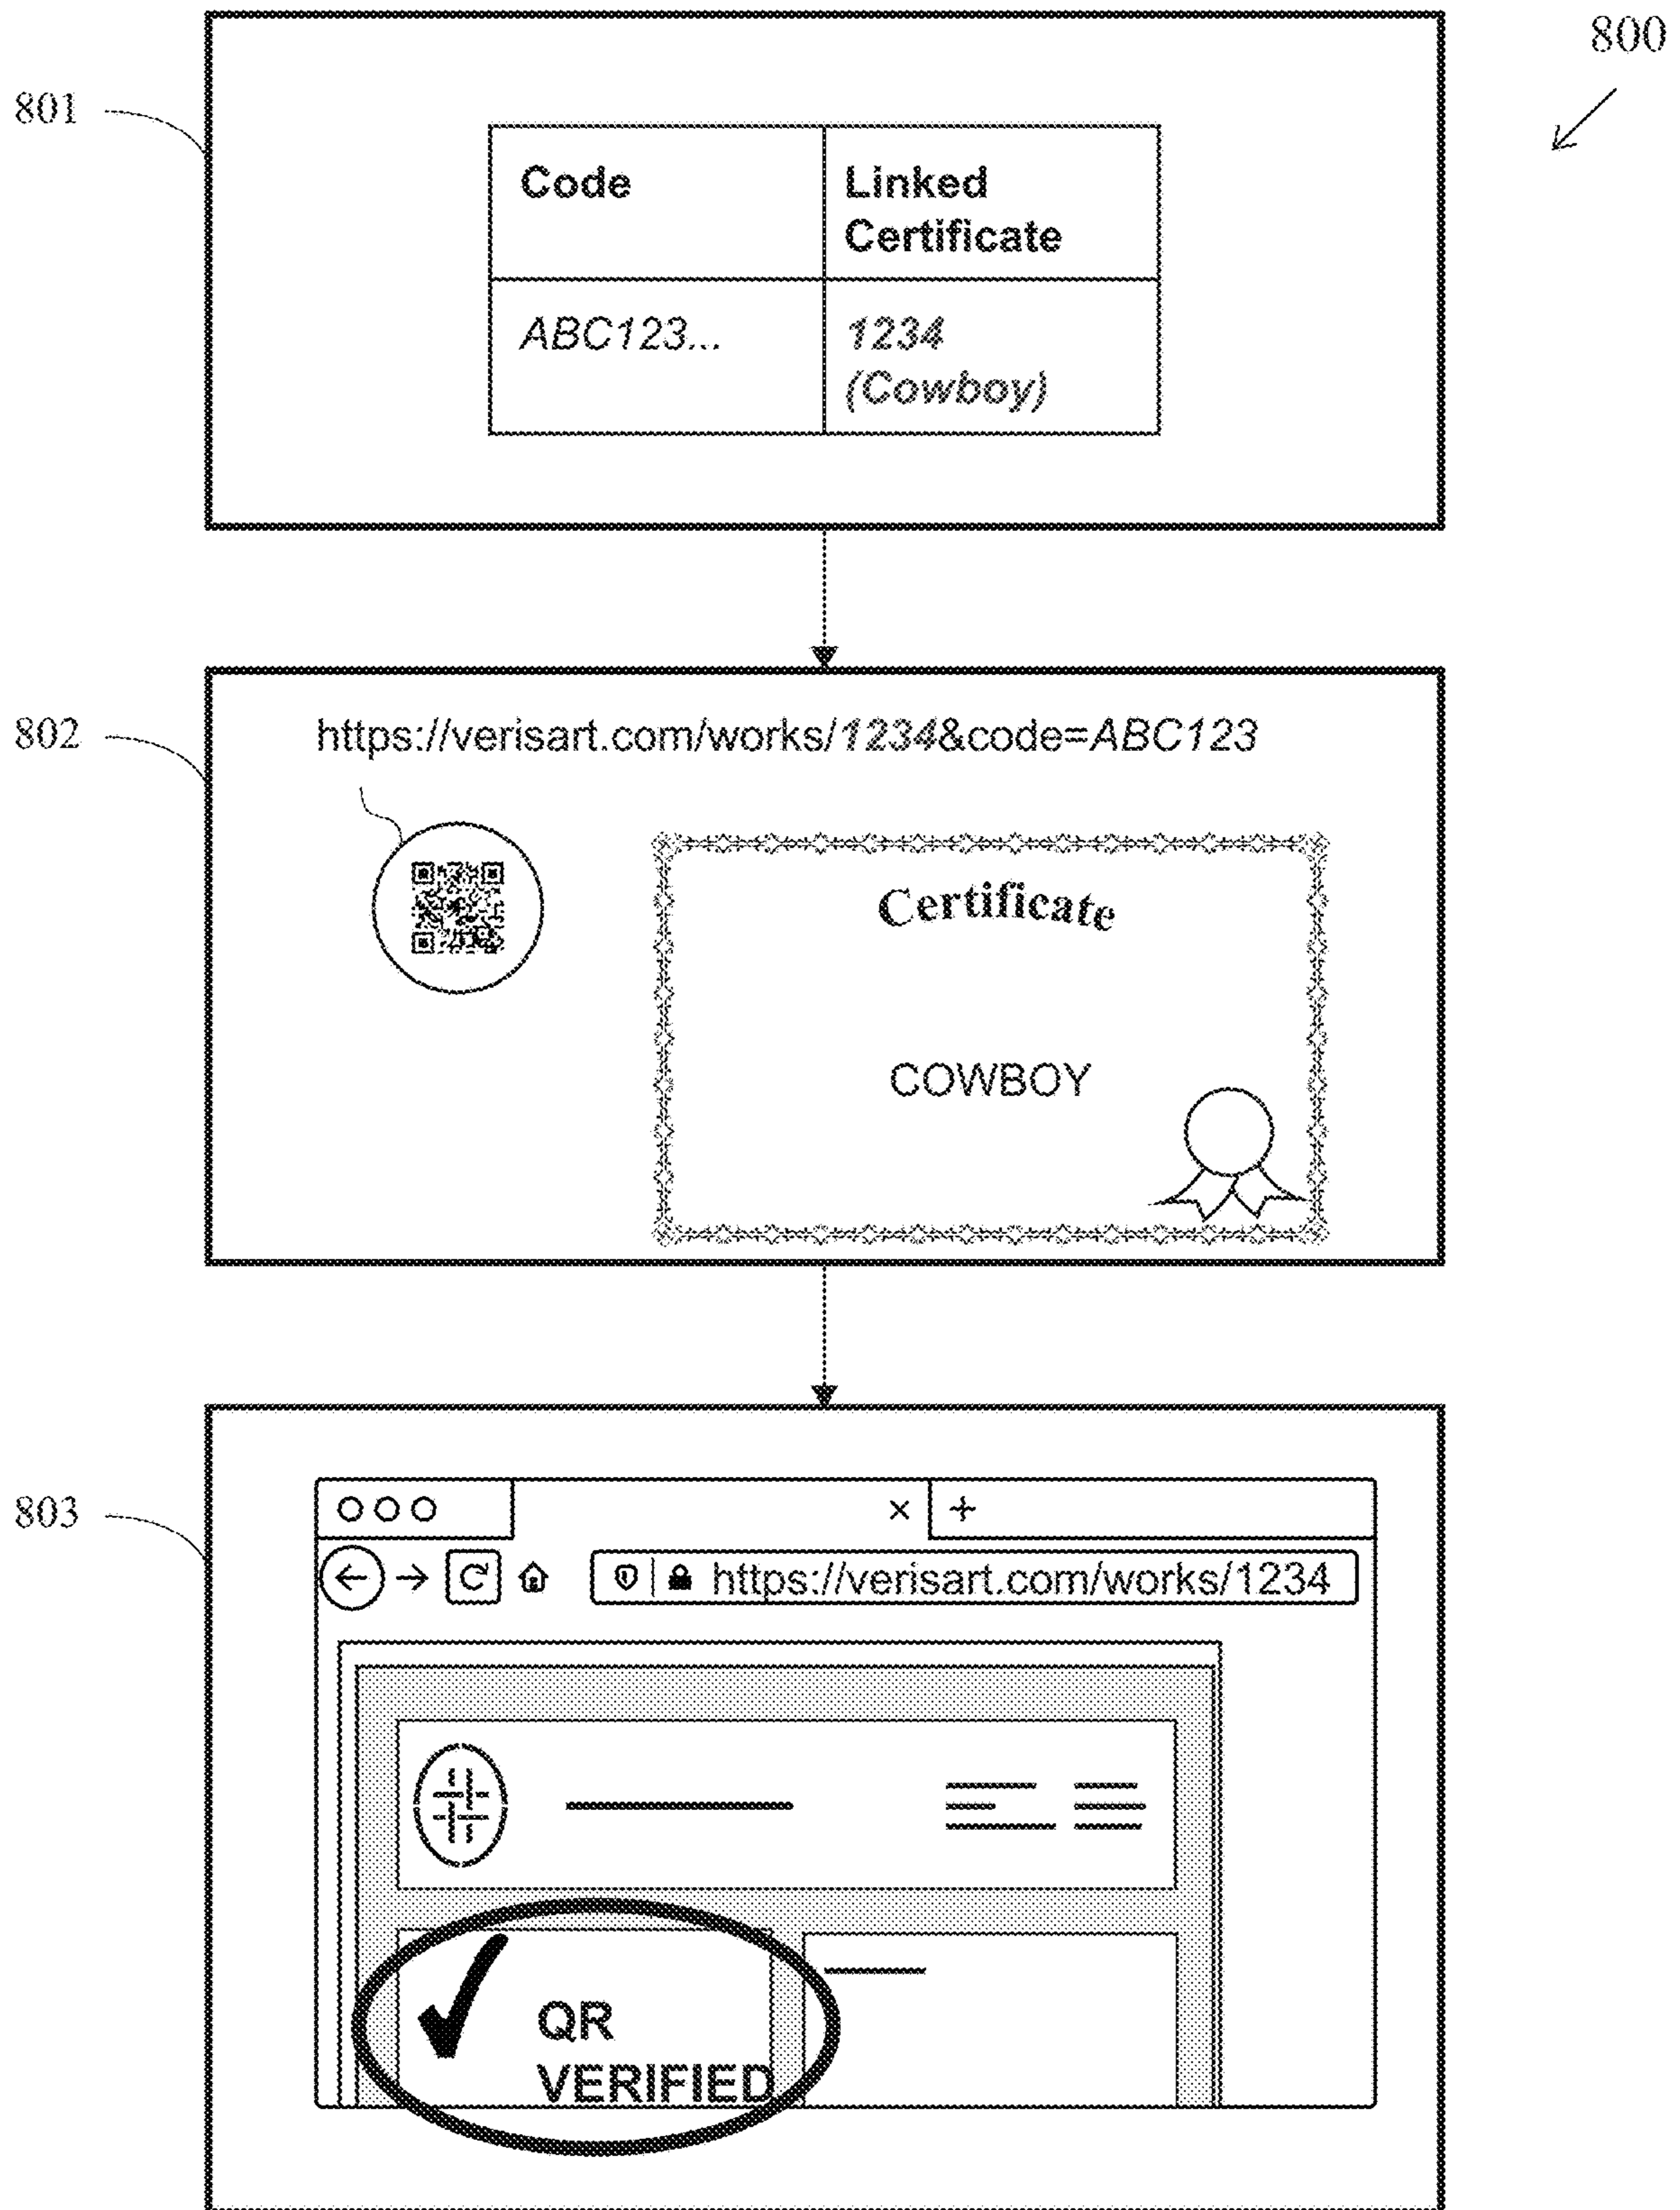 800
801
Code
Linked
Certificate
ABC123...
1234
(Cowboy)
802
https://verisart.com/works/1234&code=ABC123
Certificate
COWBOY
803
× +
https://verisart.com/works/1234
QR
VERIFIED